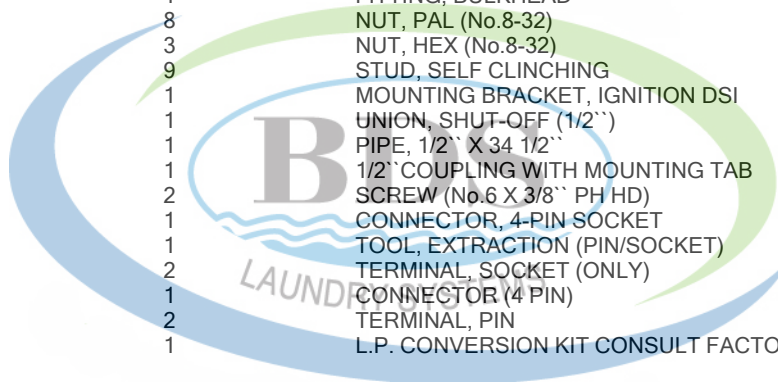 1 FITTING, BULKHEAD
8 NUT, PAL (No.8-32)
3 NUT, HEX (No.8-32)
9 STUD, SELF CLINCHING
1 MOUNTING BRACKET, IGNITION DSI
1 UNION, SHUT-OFF (1/2``)
1 PIPE, 1/2`` X 34 1/2``
1 1/2``COUPLING WITH MOUNTING TAB
2 SCREW (No.6 X 3/8`` PH HD)
1 CONNECTOR, 4-PIN SOCKET
1 TOOL, EXTRACTION (PIN/SOCKET)
2 TERMINAL, SOCKET (ONLY)
1 CONNECTOR (4 PIN)
2 TERMINAL, PIN
1 L.P. CONVERSION KIT CONSULT FACTO
BDS
LAUNDRY SYSTEMS